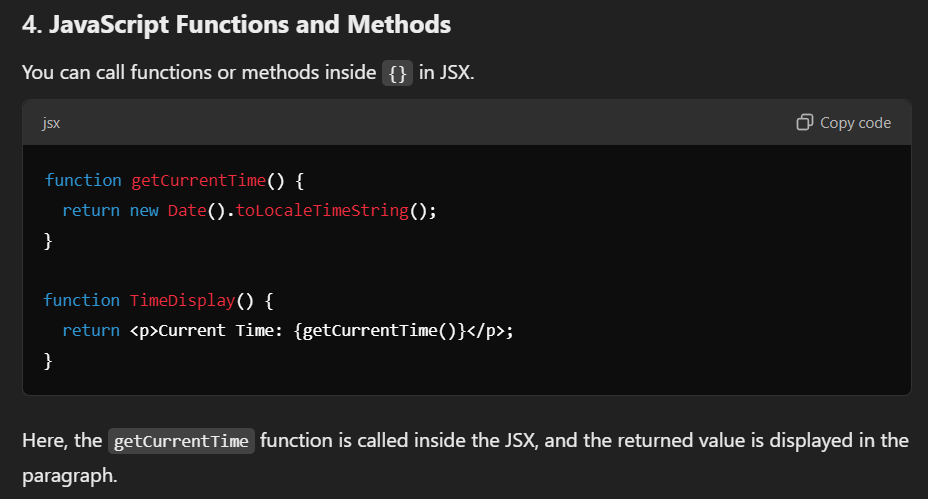 4. JavaScript Functions and Methods
You can call functions or methods inside {} in JSX.
jsx
Copy code
function getCurrentTime() {
  return new Date().toLocaleTimeString();
}
function TimeDisplay() {
  return <p>Current Time: {getCurrentTime()}</p>;
}
Here, the getCurrentTime function is called inside the JSX, and the returned value is displayed in the
paragraph.